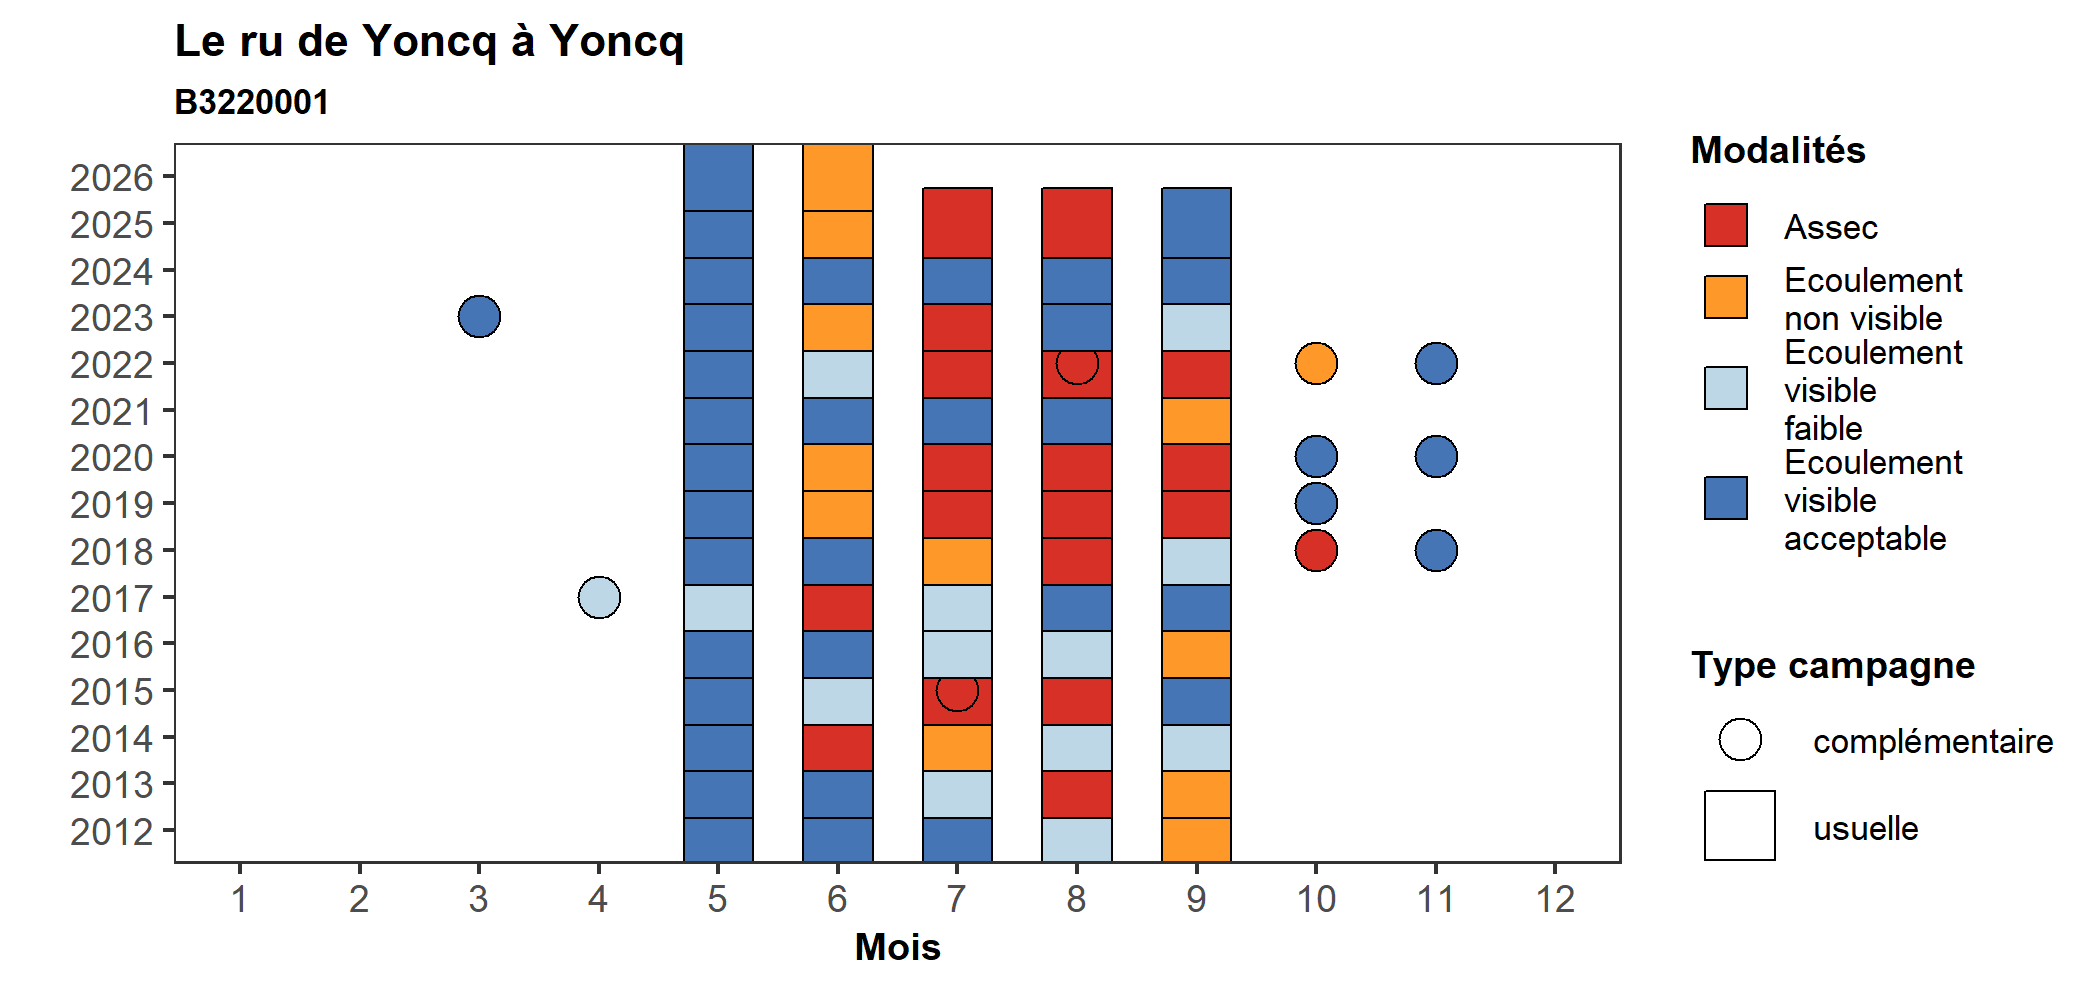 Le ru de Yoncq à Yoncq
B3220001
2026
2025
2024
2023
2022
2021
2020
2019
2018
2017
2016
2015
2014
2013
2012
1 2 3 4 5 6 7 8 9 10 11 12
Mois
Modalités
Assec
Ecoulement
non visible
Ecoulement
visible
faible
Ecoulement
visible
acceptable
Type campagne
complémentaire
usuelle